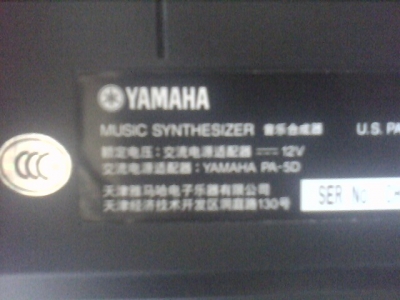 YAMAHA
MUSIC SYNTHESIZER 音乐合成器 U.S. PA
额定电压：交流电源适配器 12V
交流电源适配器：YAMAHA PA-5D
天津雅马哈电子乐器有限公司
天津经济技术开发区洞庭路130号
SER No.
CCC